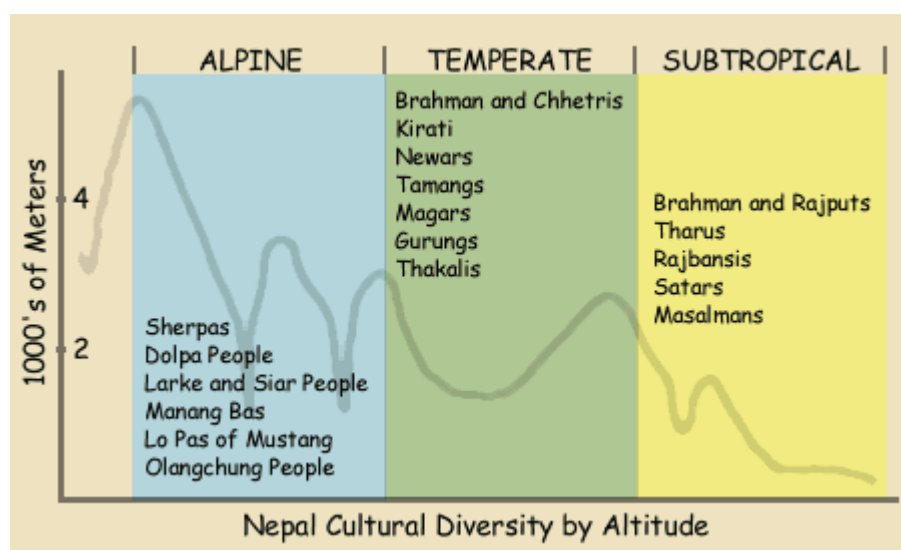 ALPINE
TEMPERATE
SUBTROPICAL
1000's of Meters
4
2
Sherpas
Dolpa People
Larke and Siar People
Manang Bas
Lo Pas of Mustang
Olangchung People
Brahman and Chhetris
Kirati
Newars
Tamangs
Magars
Gurungs
Thakalis
Brahman and Rajputs
Tharus
Rajbansis
Satars
Masalmans
Nepal Cultural Diversity by Altitude